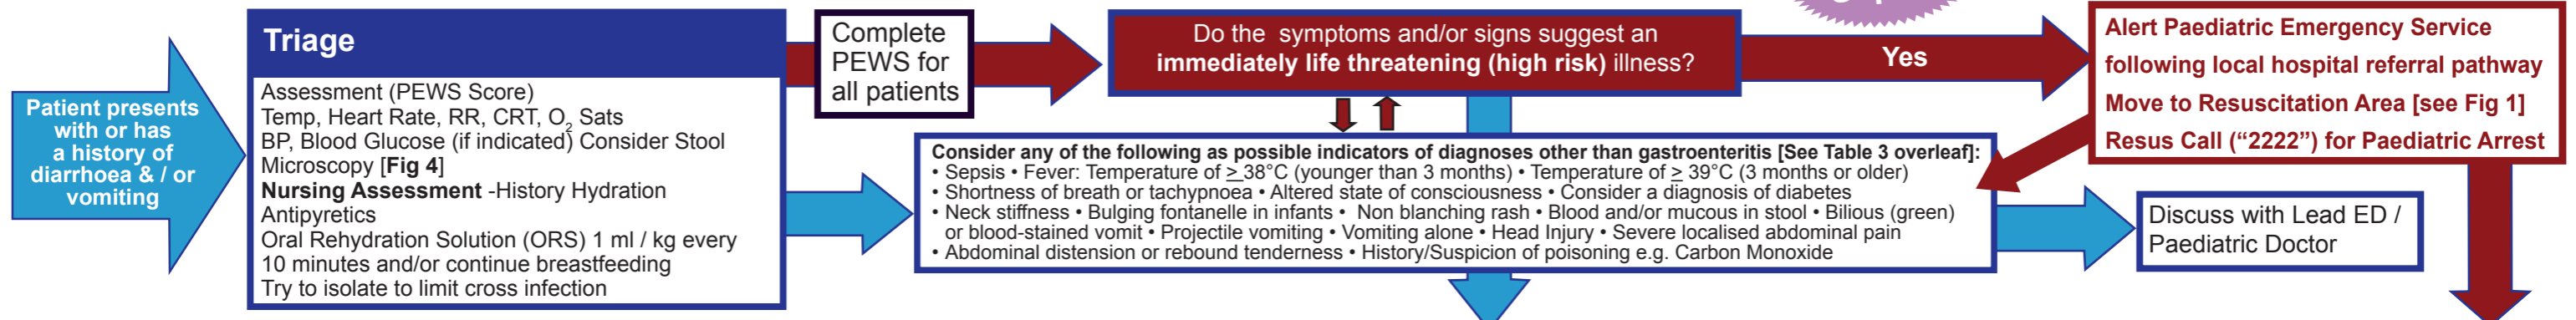 Patient presents
with or has
a history of
diarrhoea & / or
vomiting
Triage
Assessment (PEWS Score)
Temp, Heart Rate, RR, CRT, O2 Sats
BP, Blood Glucose (if indicated) Consider Stool
Microscopy [Fig 4]
Nursing Assessment -History Hydration
Antipyretics
Oral Rehydration Solution (ORS) 1 ml / kg every
10 minutes and/or continue breastfeeding
Try to isolate to limit cross infection
Complete
PEWS for
all patients
Do the symptoms and/or signs suggest an
immediately life threatening (high risk) illness?
Yes
Alert Paediatric Emergency Service
following local hospital referral pathway
Move to Resuscitation Area [see Fig 1]
Resus Call (“2222”) for Paediatric Arrest
Consider any of the following as possible indicators of diagnoses other than gastroenteritis [See Table 3 overleaf]:
• Sepsis • Fever: Temperature of ≥ 38°C (younger than 3 months) • Temperature of ≥ 39°C (3 months or older)
• Shortness of breath or tachypnoea • Altered state of consciousness • Consider a diagnosis of diabetes
• Neck stiffness • Bulging fontanelle in infants • Non blanching rash • Blood and/or mucous in stool • Bilious (green)
or blood-stained vomit • Projectile vomiting • Vomiting alone • Head Injury • Severe localised abdominal pain
• Abdominal distension or rebound tenderness • History/Suspicion of poisoning e.g. Carbon Monoxide
Discuss with Lead ED /
Paediatric Doctor